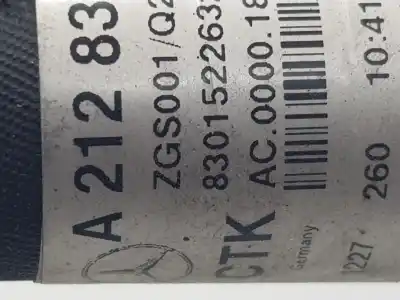 A 212 83
ZGS001/Q2
830152263
AC.0000.18
CTK
Germany
227
260 10:41